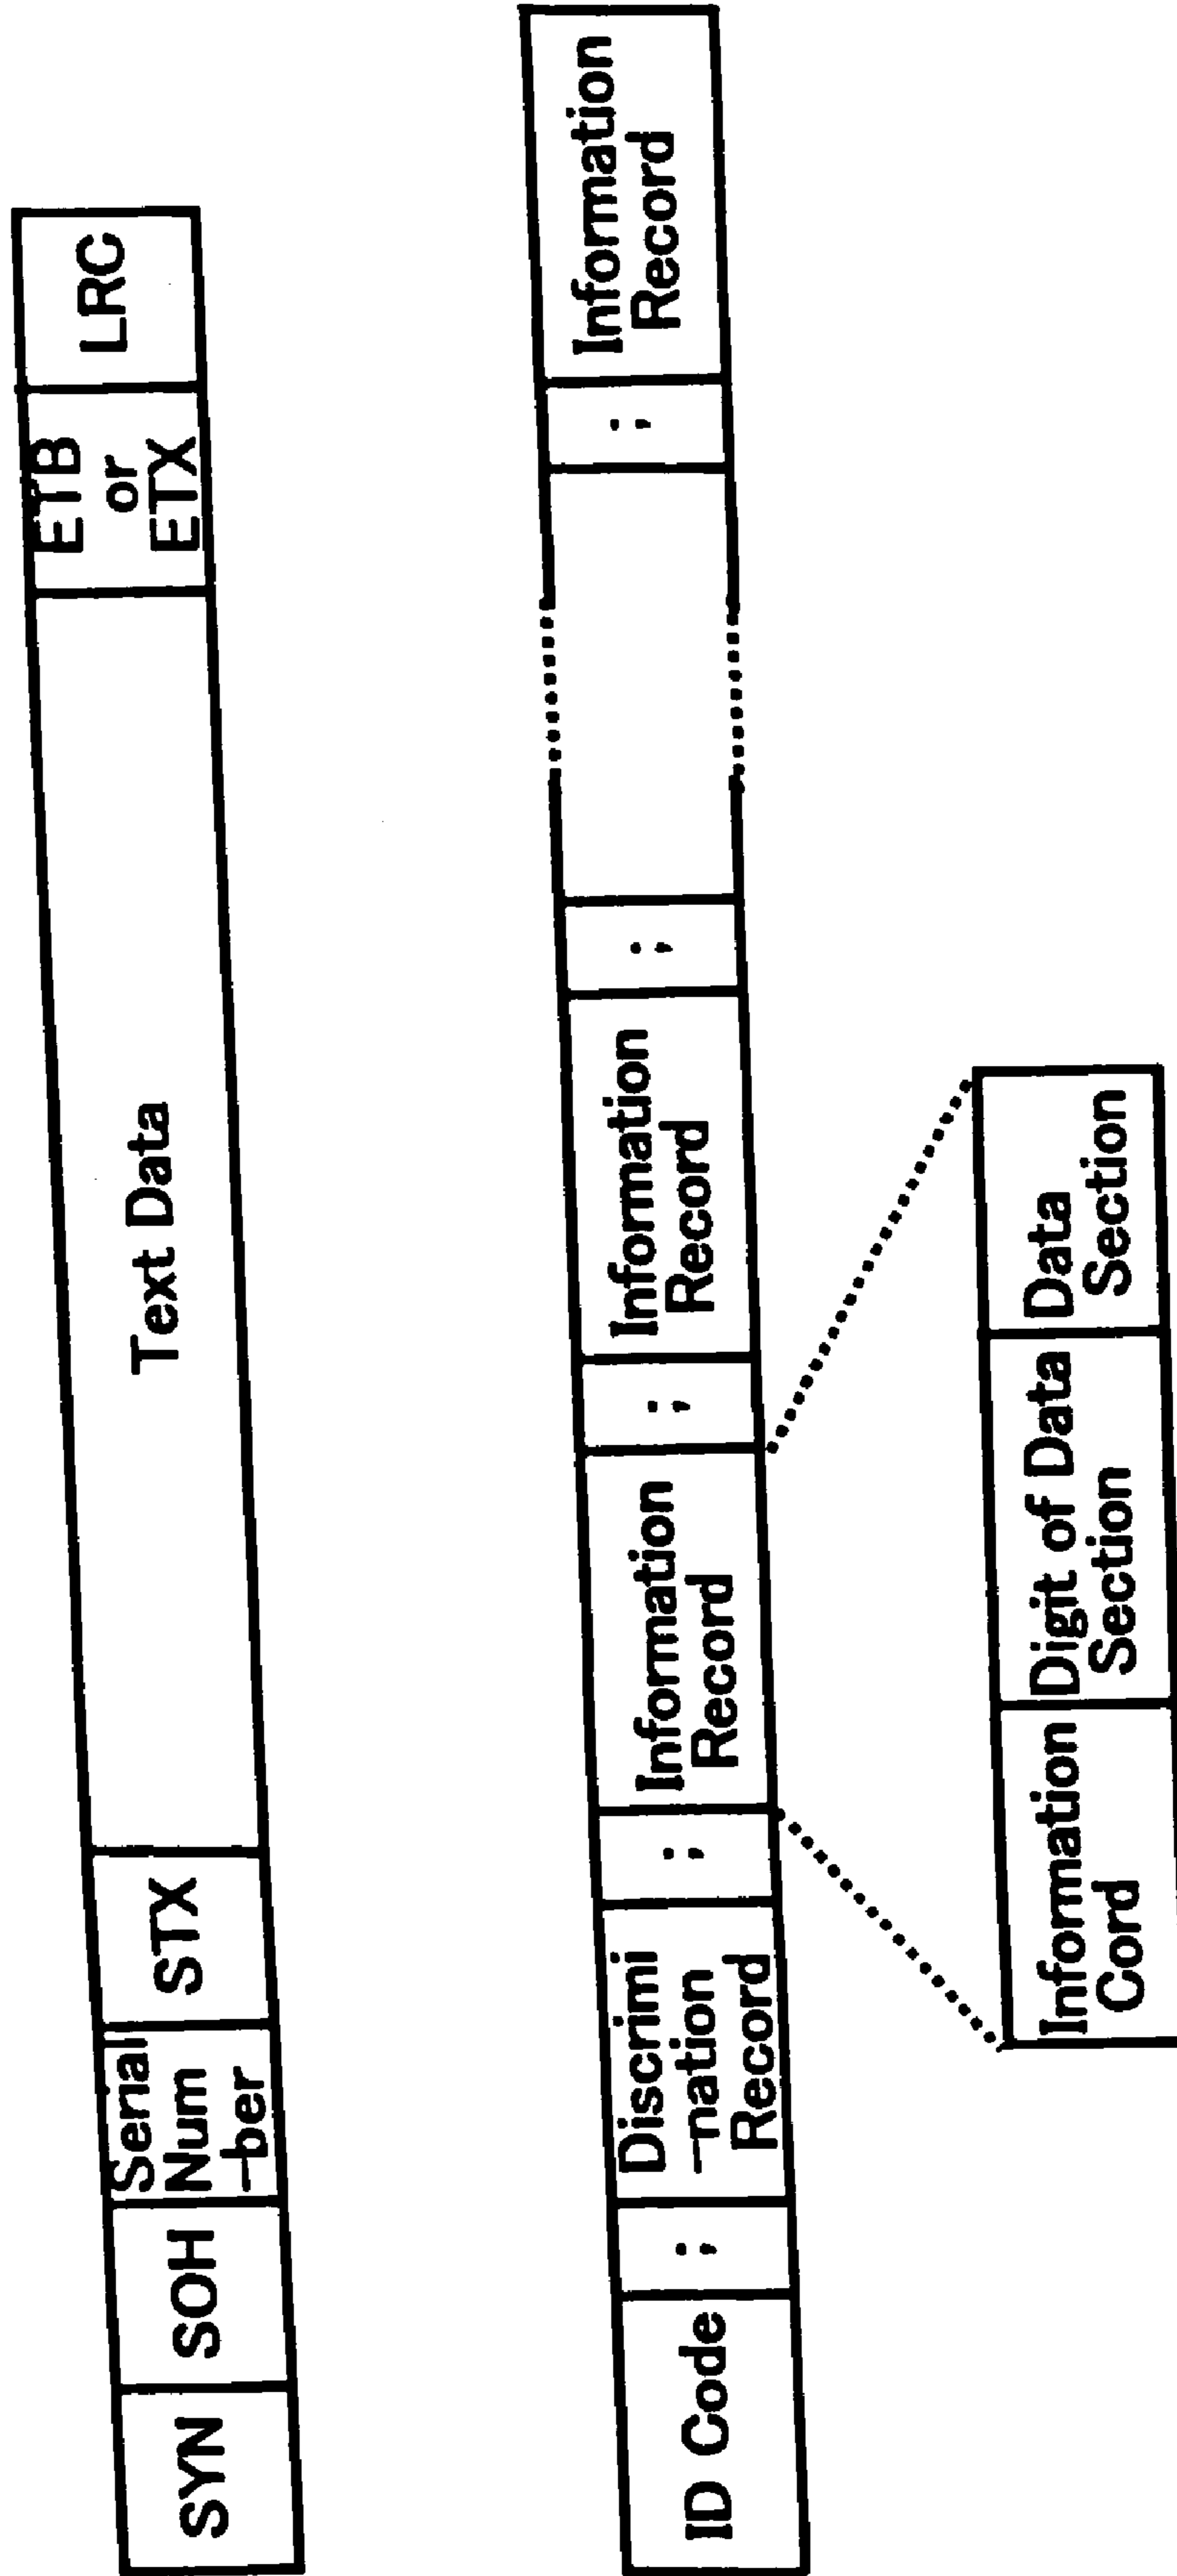 SYN
SOH
Serial
Num
-ber
STX
Text Data
ETB
or
ETX
LRC
ID Code
;
Discrimi
-nation
Record
;
Information
Record
;
Information
Record
;
;
Information
Record
Information
Cord
Digit of Data
Section
Data
Section